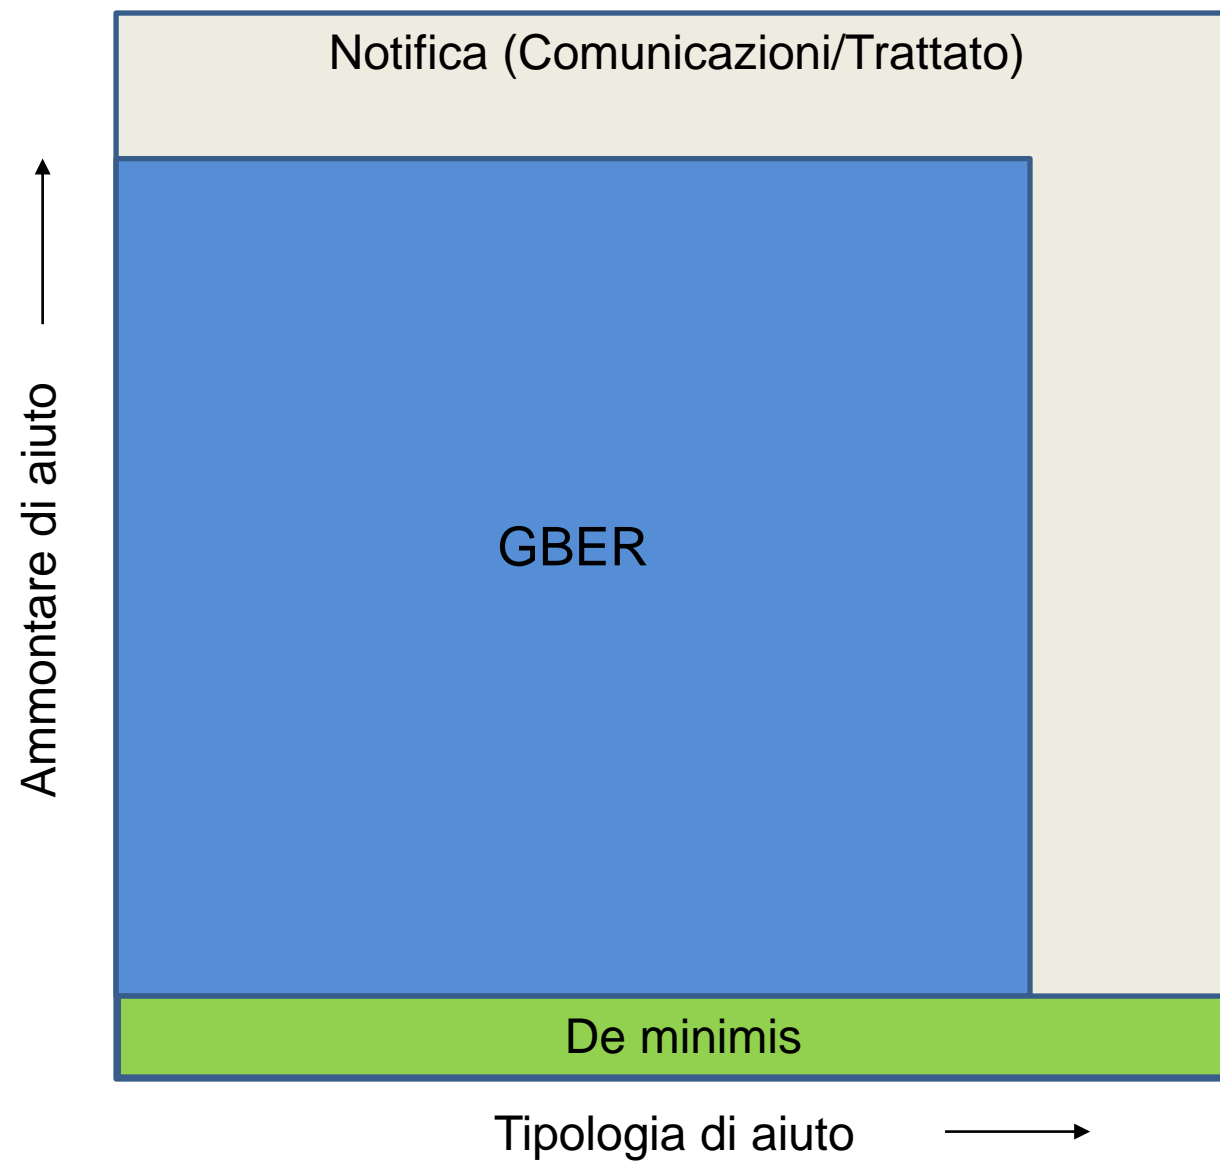 Notifica (Comunicazioni/Trattato)
Ammontare di aiuto
GBER
De minimis
Tipologia di aiuto